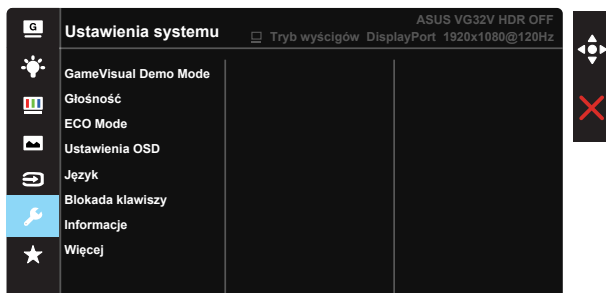 G
Ustawienia systemu
ASUS VG32V HDR OFF
Tryb wyścigów DisplayPort 1920x1080@120Hz
GameVisual Demo Mode
Głośność
ECO Mode
Ustawienia OSD
Język
Blokada klawiszy
Informacje
Więcej